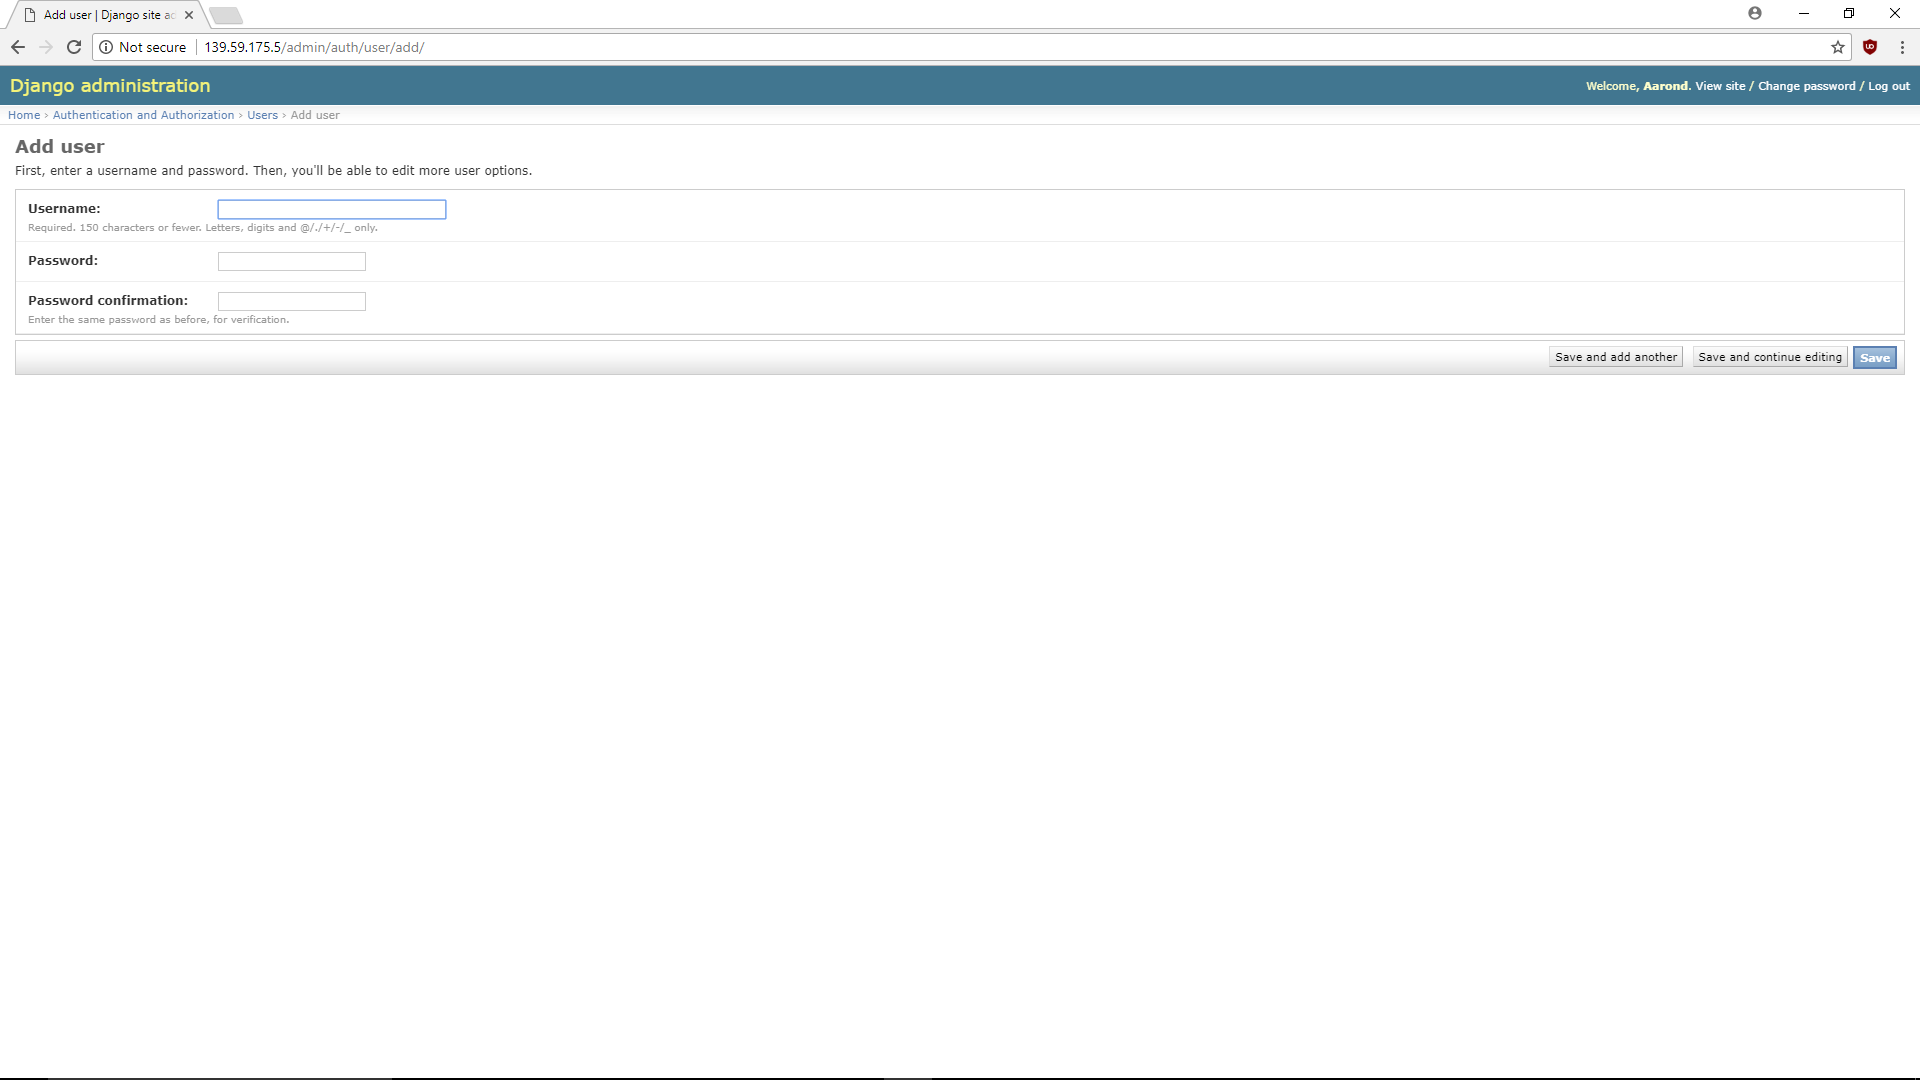 Add user | Django site ad
Not secure 139.59.175.5/admin/auth/user/add/
Django administration
Welcome, Aarond. View site / Change password / Log out
Home › Authentication and Authorization › Users › Add user
Add user
First, enter a username and password. Then, you'll be able to edit more user options.
Username:
Required. 150 characters or fewer. Letters, digits and @/./+/-/_ only.
Password:
Password confirmation:
Enter the same password as before, for verification.
Save and add another Save and continue editing Save